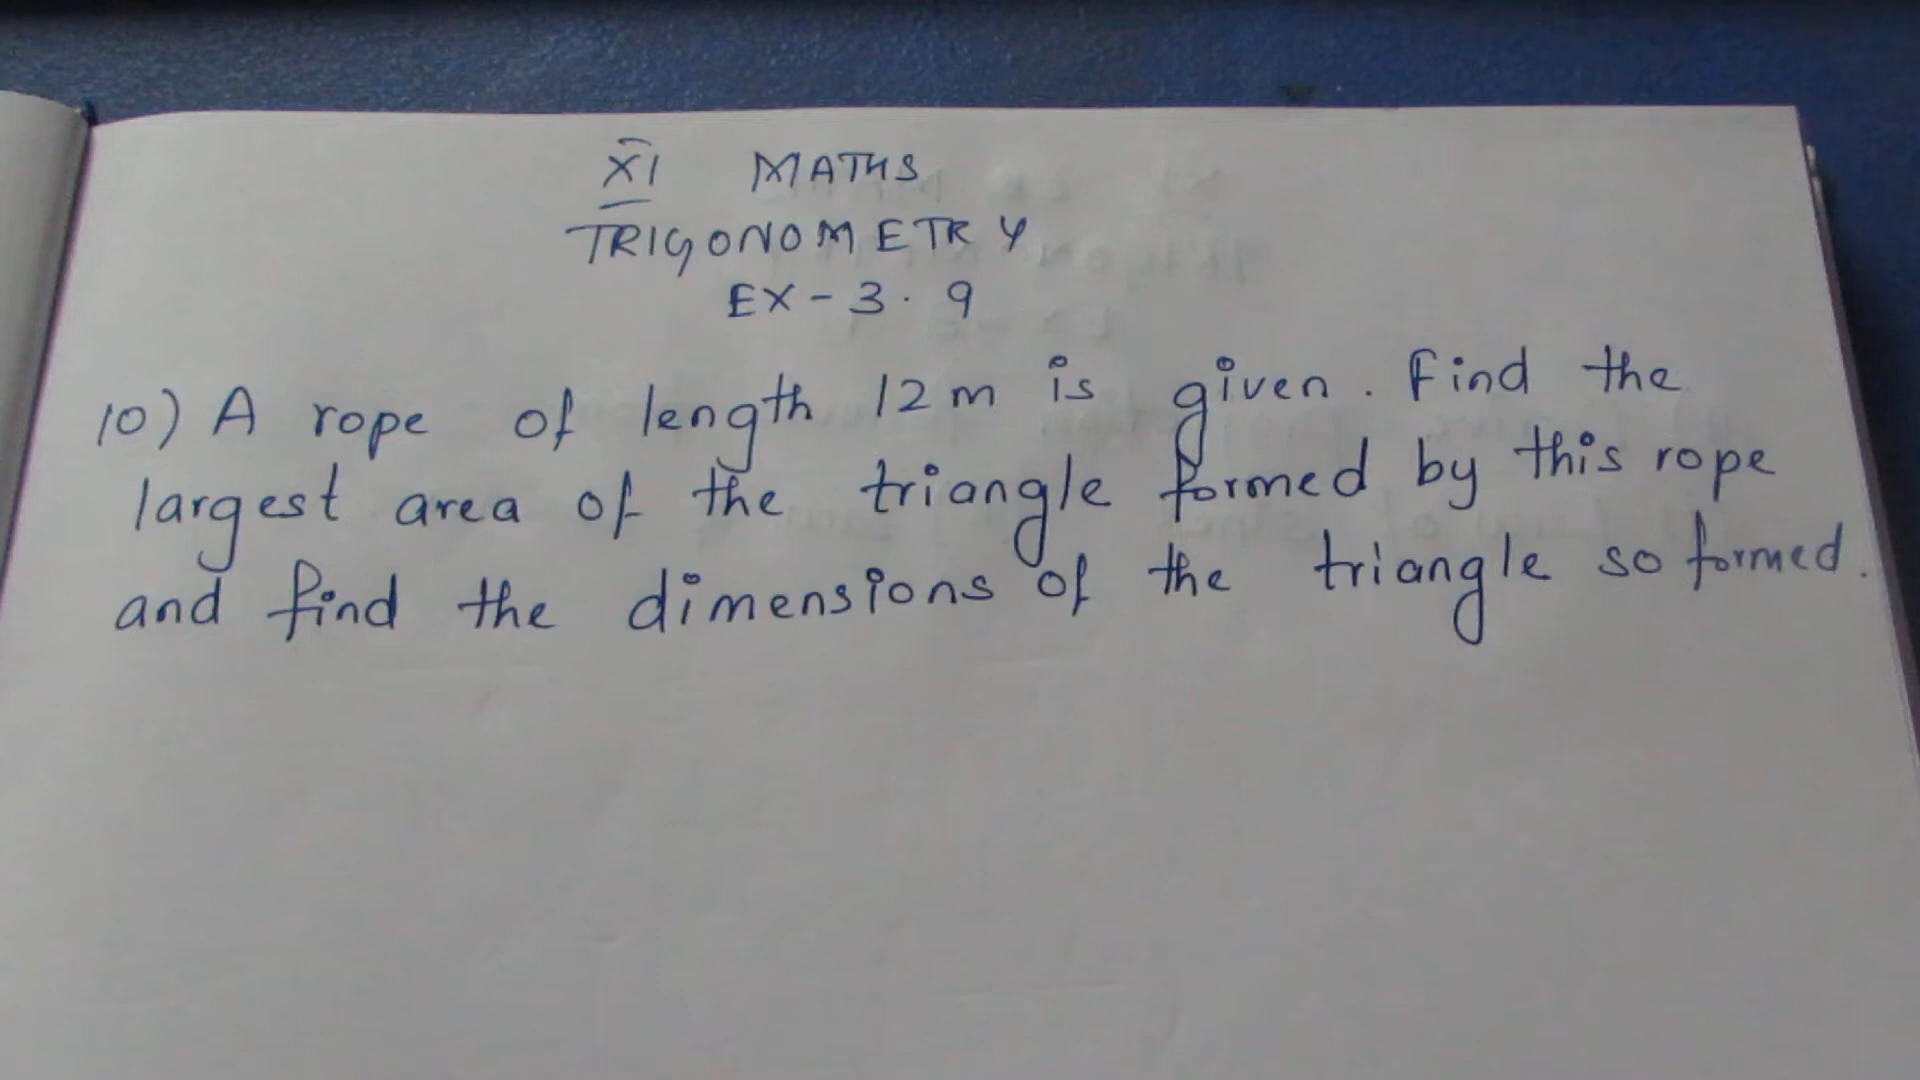 XI MATHS
TRIGONOMETRY
EX - 3.9
10) A rope of length 12m is given. Find the
largest area of the triangle formed by this rope
and find the dimensions of the triangle so formed.